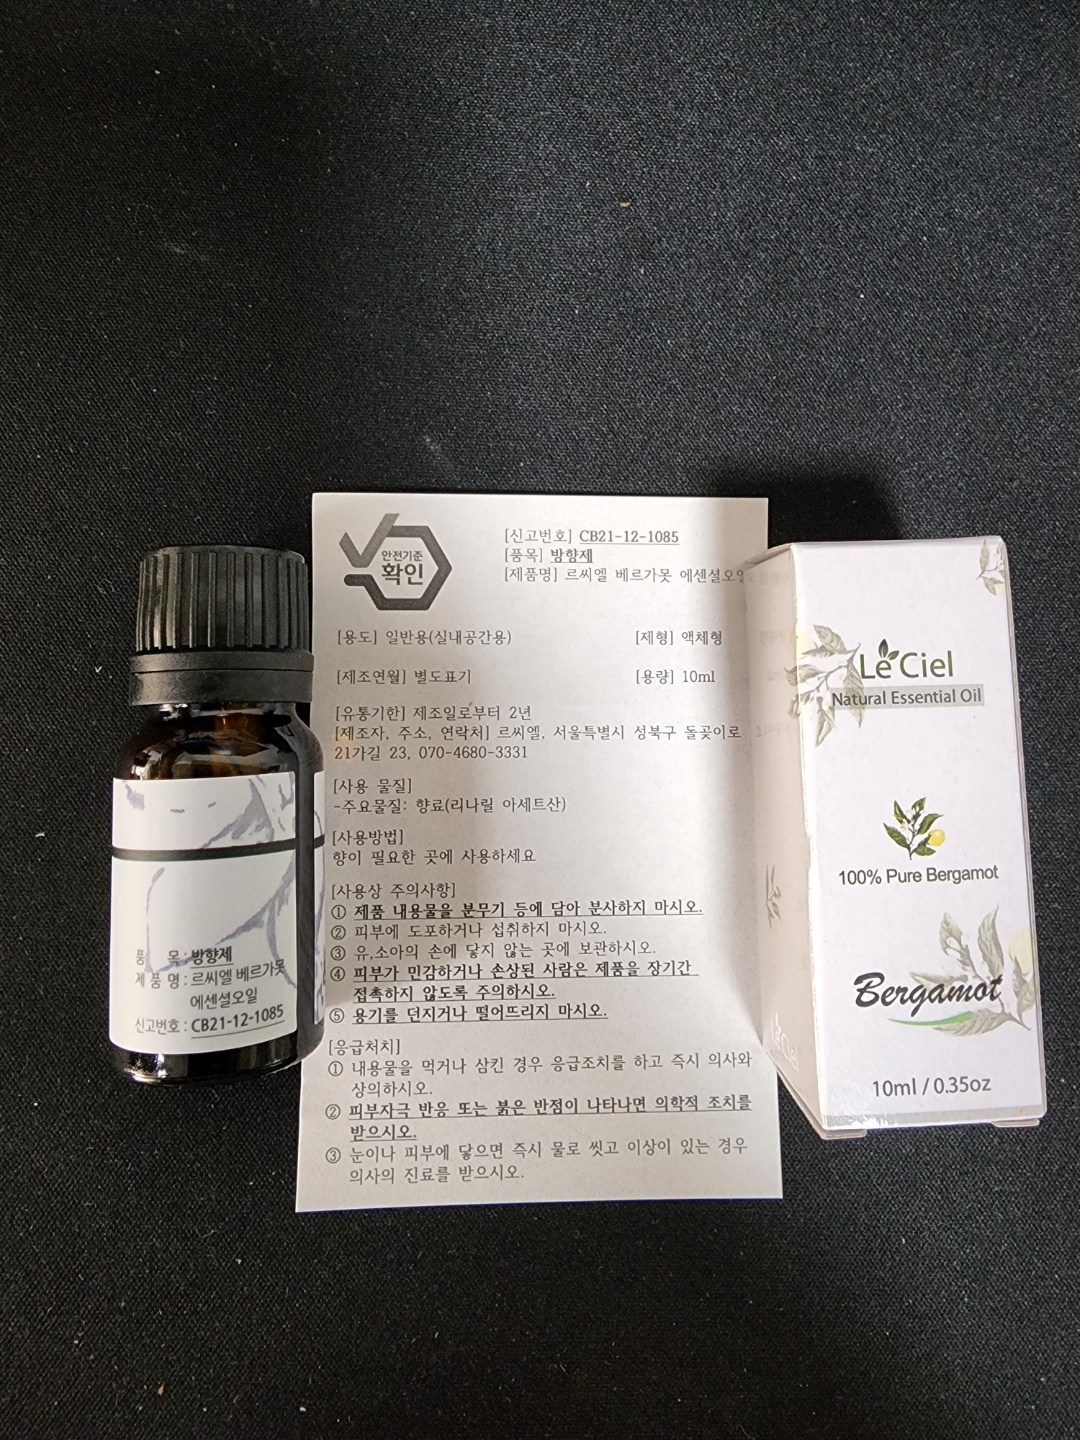 품 목 : 방향제
제 품 명 : 르씨엘 베르가못
에센셜오일
신고번호 : CB21-12-1085
안전기준
확인
[신고번호] CB21-12-1085
[품목] 방향제
[제품명] 르씨엘 베르가못 에센셜오일
[용도] 일반용(실내공간용)
[제형] 액체형
[제조연월] 별도표기
[용량] 10ml
[유통기한] 제조일로부터 2년
[제조자, 주소, 연락처] 르씨엘, 서울특별시 성북구 돌곶이로
21가길 23, 070-4680-3331
[사용 물질]
-주요물질: 향료(리나릴 아세트산)
[사용방법]
향이 필요한 곳에 사용하세요
[사용상 주의사항]
① 제품 내용물을 분무기 등에 담아 분사하지 마시오.
② 피부에 도포하거나 섭취하지 마시오.
③ 유,소아의 손에 닿지 않는 곳에 보관하시오.
④ 피부가 민감하거나 손상된 사람은 제품을 장기간
접촉하지 않도록 주의하시오.
⑤ 용기를 던지거나 떨어뜨리지 마시오.
[응급처치]
① 내용물을 먹거나 삼킨 경우 응급조치를 하고 즉시 의사와
상의하시오.
② 피부자극 반응 또는 붉은 반점이 나타나면 의학적 조치를
받으시오.
③ 눈이나 피부에 닿으면 즉시 물로 씻고 이상이 있는 경우
의사의 진료를 받으시오.
Le Ciel
Natural Essential Oil
100% Pure Bergamot
Bergamot
10ml / 0.35oz
Le Ciel